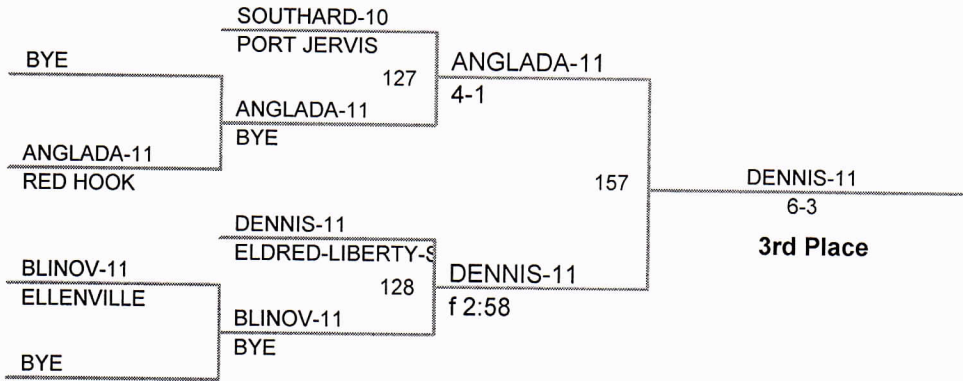 SOUTHARD-10
PORT JERVIS
BYE
127
ANGLADA-11
4-1
ANGLADA-11
BYE
ANGLADA-11
RED HOOK
157
DENNIS-11
6-3
3rd Place
DENNIS-11
ELDRED-LIBERTY-S
BLINOV-11
ELLENVILLE
128
DENNIS-11
f 2:58
BLINOV-11
BYE
BYE